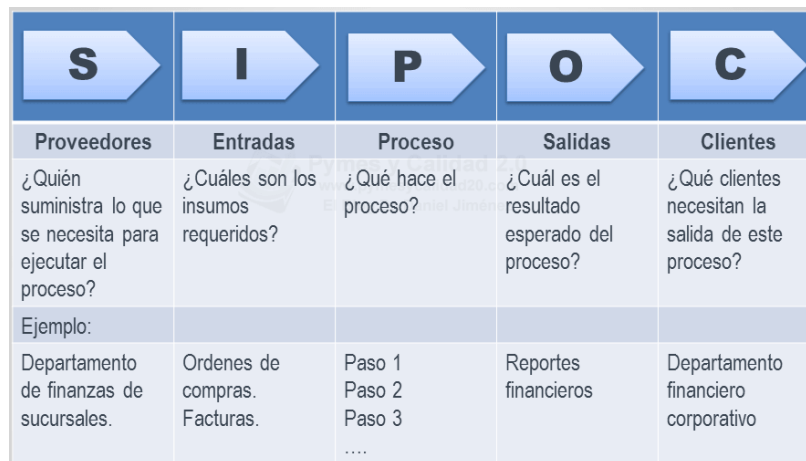 S I P O C
Proveedores Entradas Proceso Salidas Clientes
¿Quién
suministra lo que
se necesita para
ejecutar el
proceso?
¿Cuáles son los
insumos
requeridos?
¿Qué hace el
proceso?
¿Cuál es el
resultado
esperado del
proceso?
¿Qué clientes
necesitan la
salida de este
proceso?
Pymes y Calidad 2.0
Ejemplo:
Departamento
de finanzas de
sucursales.
Ordenes de
compras.
Facturas.
Paso 1
Paso 2
Paso 3
....
Reportes
financieros
Departamento
financiero
corporativo